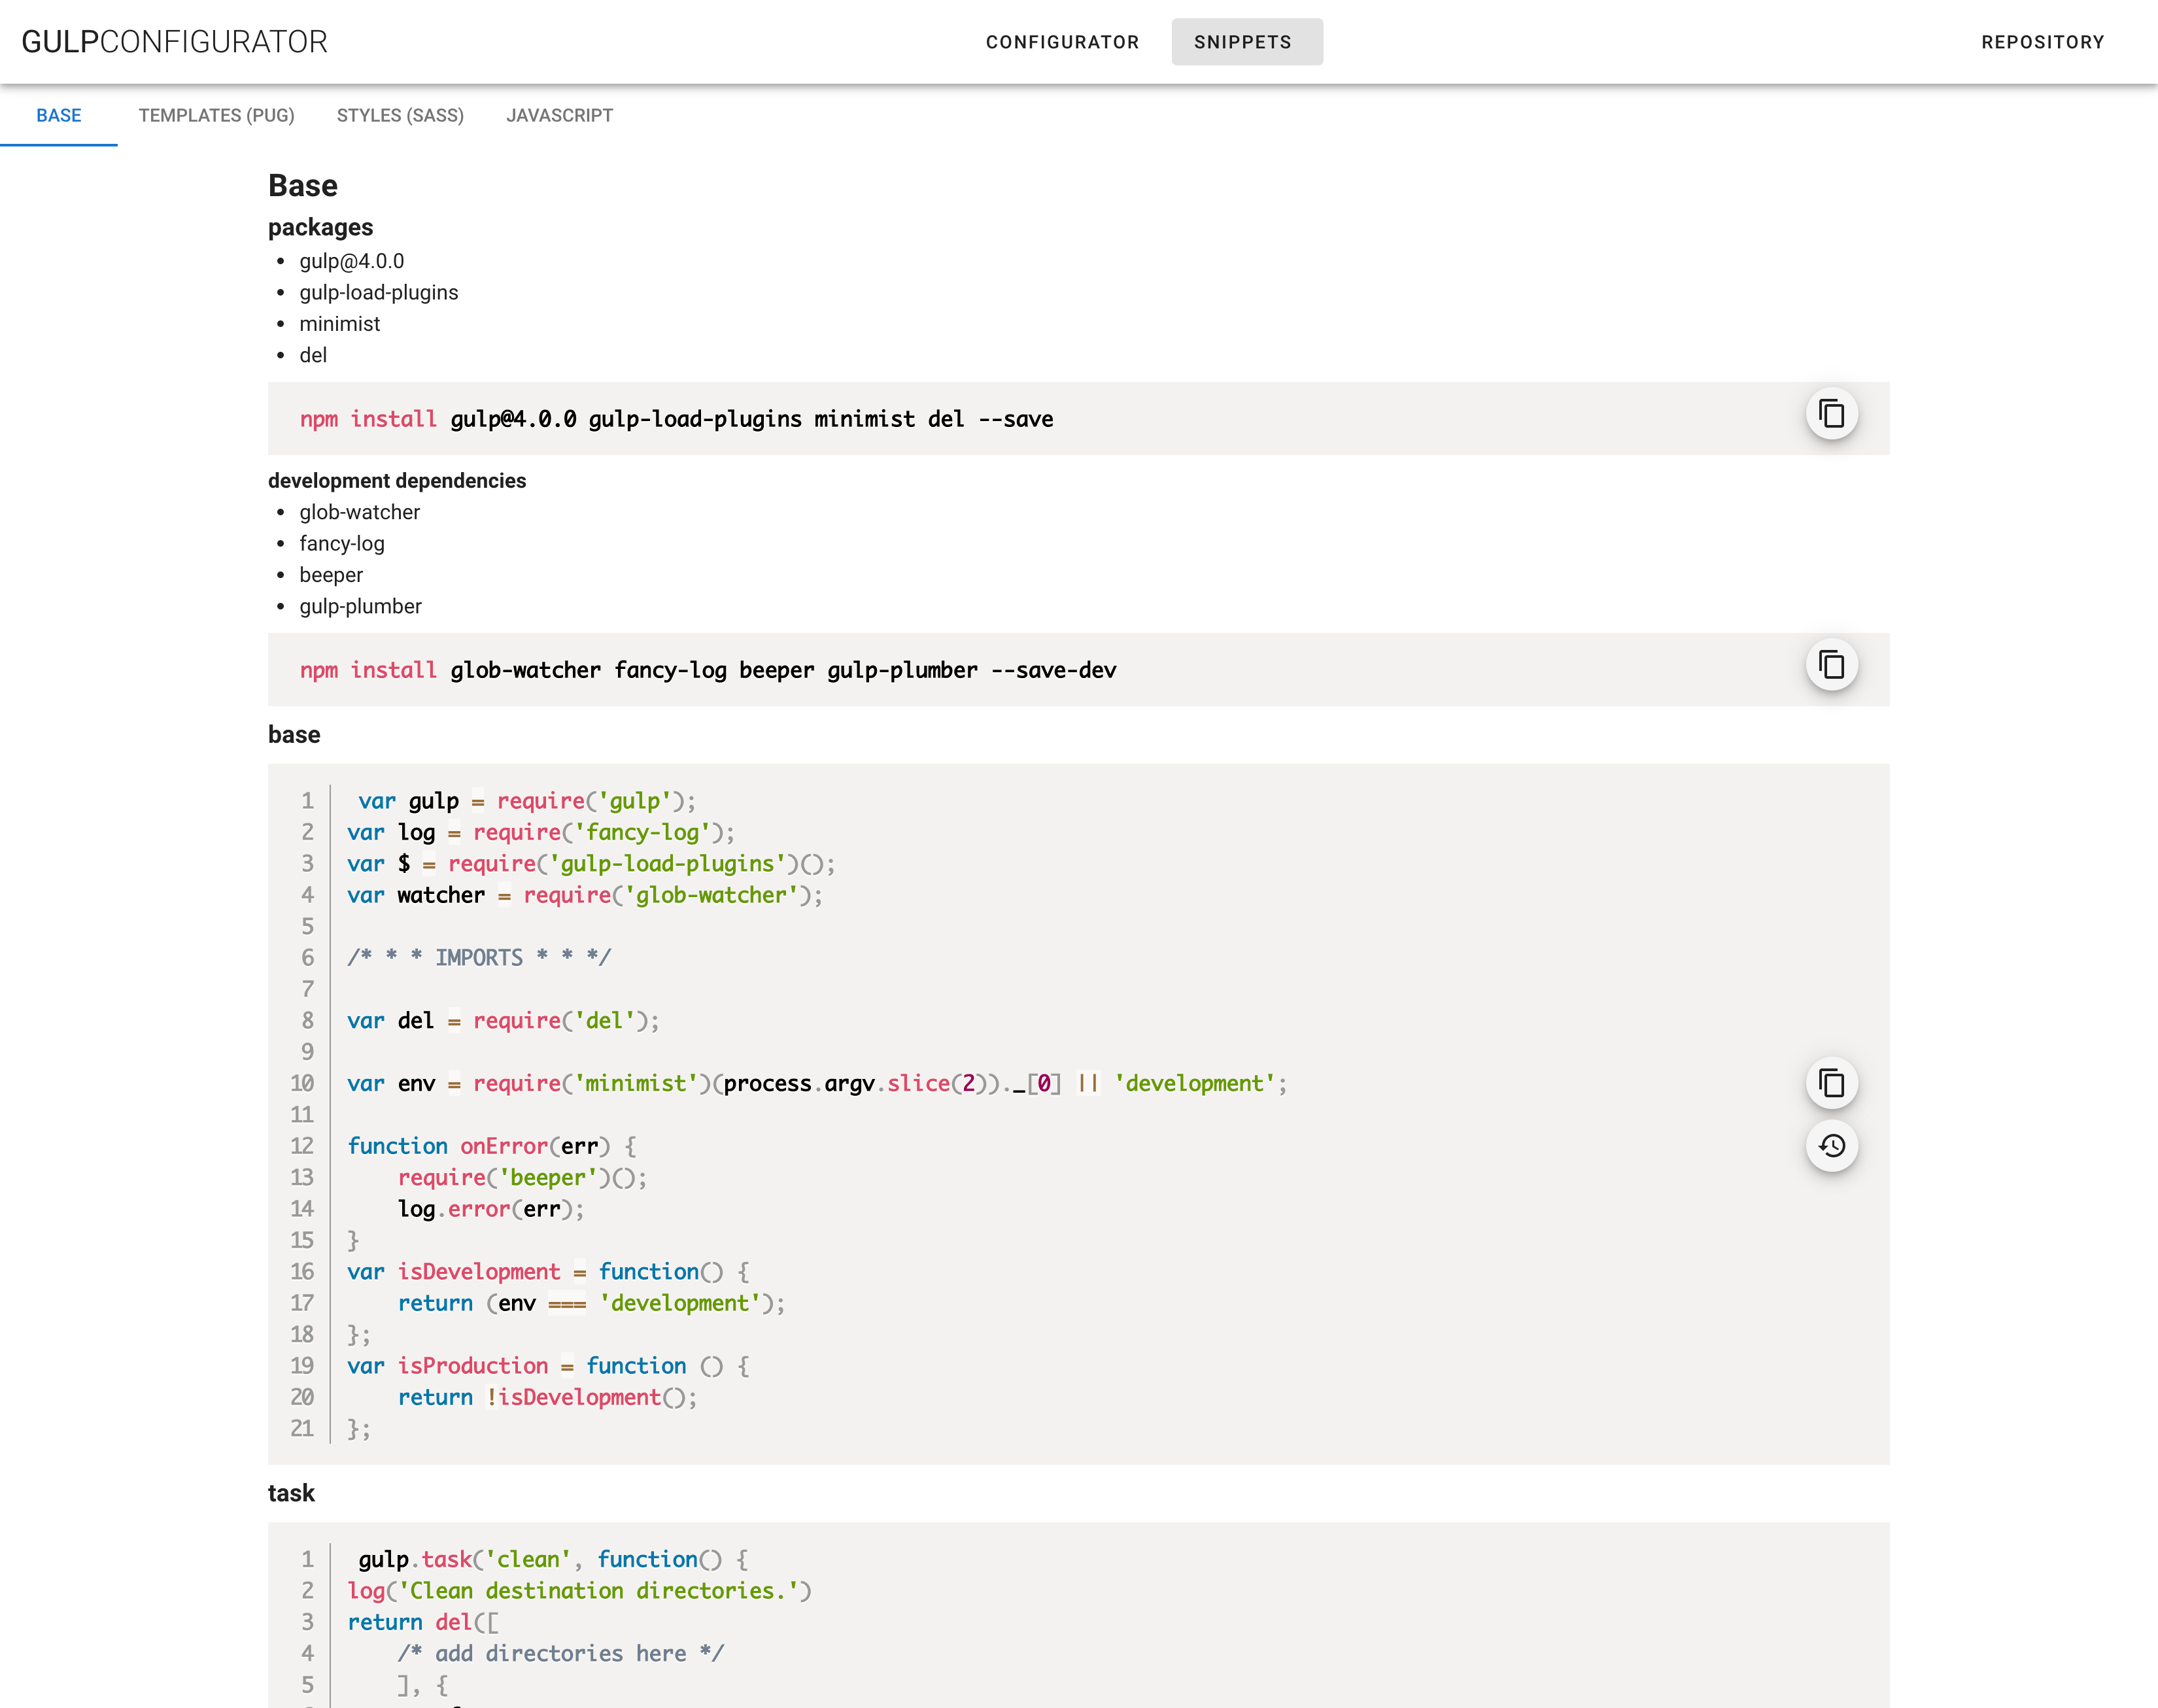 GULPCONFIGURATOR
CONFIGURATOR
SNIPPETS
REPOSITORY
BASE
TEMPLATES (PUG)
STYLES (SASS)
JAVASCRIPT
Base
packages
• gulp@4.0.0
• gulp-load-plugins
• minimist
• del
npm install gulp@4.0.0 gulp-load-plugins minimist del --save
development dependencies
• glob-watcher
• fancy-log
• beeper
• gulp-plumber
npm install glob-watcher fancy-log beeper gulp-plumber --save-dev
base
1 var gulp = require('gulp');
2 var log = require('fancy-log');
3 var $ = require('gulp-load-plugins')();
4 var watcher = require('glob-watcher');
5
6 /* * * IMPORTS * * */
7
8 var del = require('del');
9
10 var env = require('minimist')(process.argv.slice(2))._[0] || 'development';
11
12 function onError(err) {
13     require('beeper')();
14     log.error(err);
15 }
16 var isDevelopment = function() {
17     return (env === 'development');
18 };
19 var isProduction = function () {
20     return !isDevelopment();
21 };
task
1 gulp.task('clean', function() {
2 log('Clean destination directories.')
3 return del([
4     /* add directories here */
5     ], {